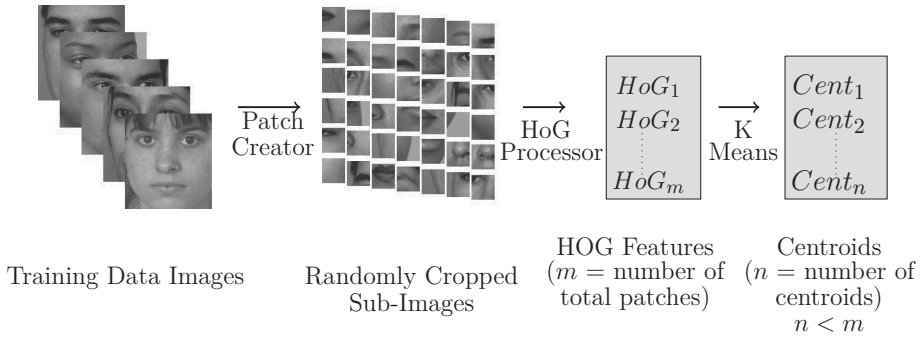 Patch
Creator
HoG
Processor
HoG₁
HoG₂
HoGₘ
K
Means
Cent₁
Cent₂
Centₙ
Training Data Images
Randomly Cropped
Sub-Images
HOG Features
(m = number of
total patches)
Centroids
(n = number of
centroids)
n < m